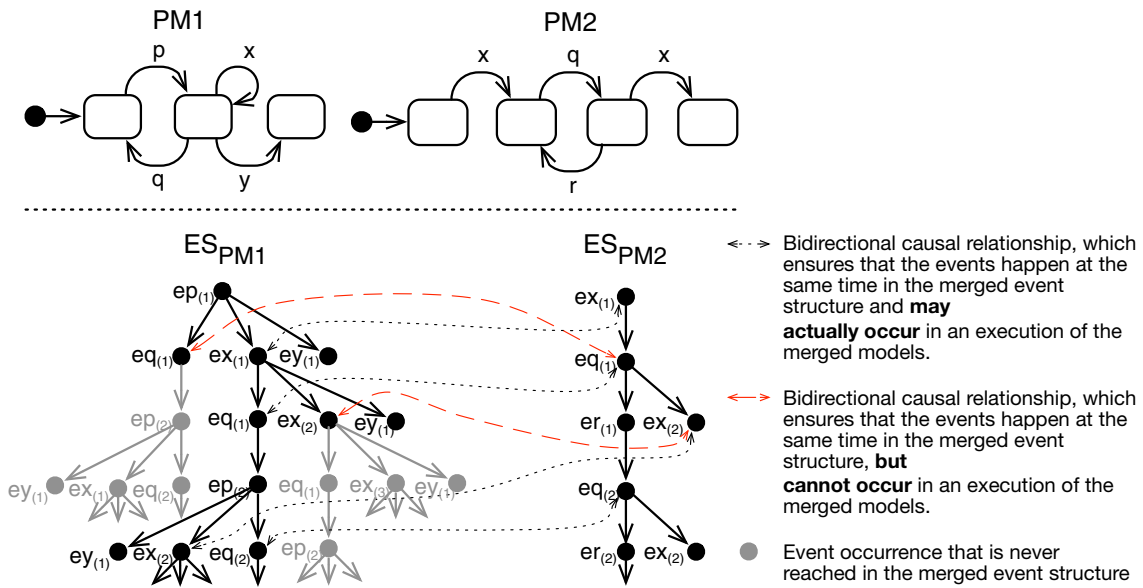 PM1
PM2
p
x
x
q
x
q
y
r
ES_PM1
ES_PM2
ep(1)
ex(1)
eq(1)
ex(1)
ey(1)
eq(1)
ep(2)
eq(1)
ex(2)
ey(1)
er(1)
ex(2)
ey(1)
ex(1)
eq(2)
ep(2)
eq(1)
ex(3)
ey(1)
eq(2)
ey(1)
ex(2)
eq(2)
ep(2)
er(2)
ex(2)
Bidirectional causal relationship, which
ensures that the events happen at the
same time in the merged event
structure and may
actually occur in an execution of the
merged models.
Bidirectional causal relationship, which
ensures that the events happen at the
same time in the merged event
structure, but
cannot occur in an execution of the
merged models.
Event occurrence that is never
reached in the merged event structure